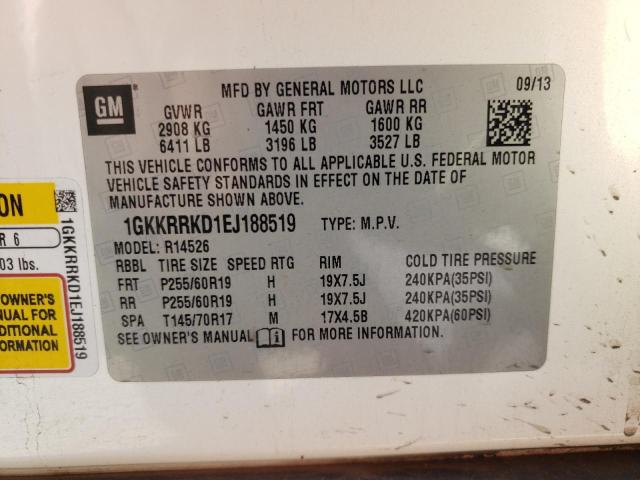 GM
MFD BY GENERAL MOTORS LLC 09/13
GVWR GAWR FRT GAWR RR
2908 KG 1450 KG 1600 KG
6411 LB 3196 LB 3527 LB
THIS VEHICLE CONFORMS TO ALL APPLICABLE U.S. FEDERAL MOTOR
VEHICLE SAFETY STANDARDS IN EFFECT ON THE DATE OF
MANUFACTURE SHOWN ABOVE.
1GKKRRKD1EJ188519 TYPE: M.P.V.
MODEL: R14526
RBBL TIRE SIZE SPEED RTG RIM COLD TIRE PRESSURE
FRT P255/60R19 H 19X7.5J 240KPA(35PSI)
RR P255/60R19 H 19X7.5J 240KPA(35PSI)
SPA T145/70R17 M 17X4.5B 420KPA(60PSI)
SEE OWNER'S MANUAL FOR MORE INFORMATION.
ON
R 6
03 lbs.
OWNER'S
UAL FOR
DITIONAL
ORMATION
1GKKRRKD1EJ188519